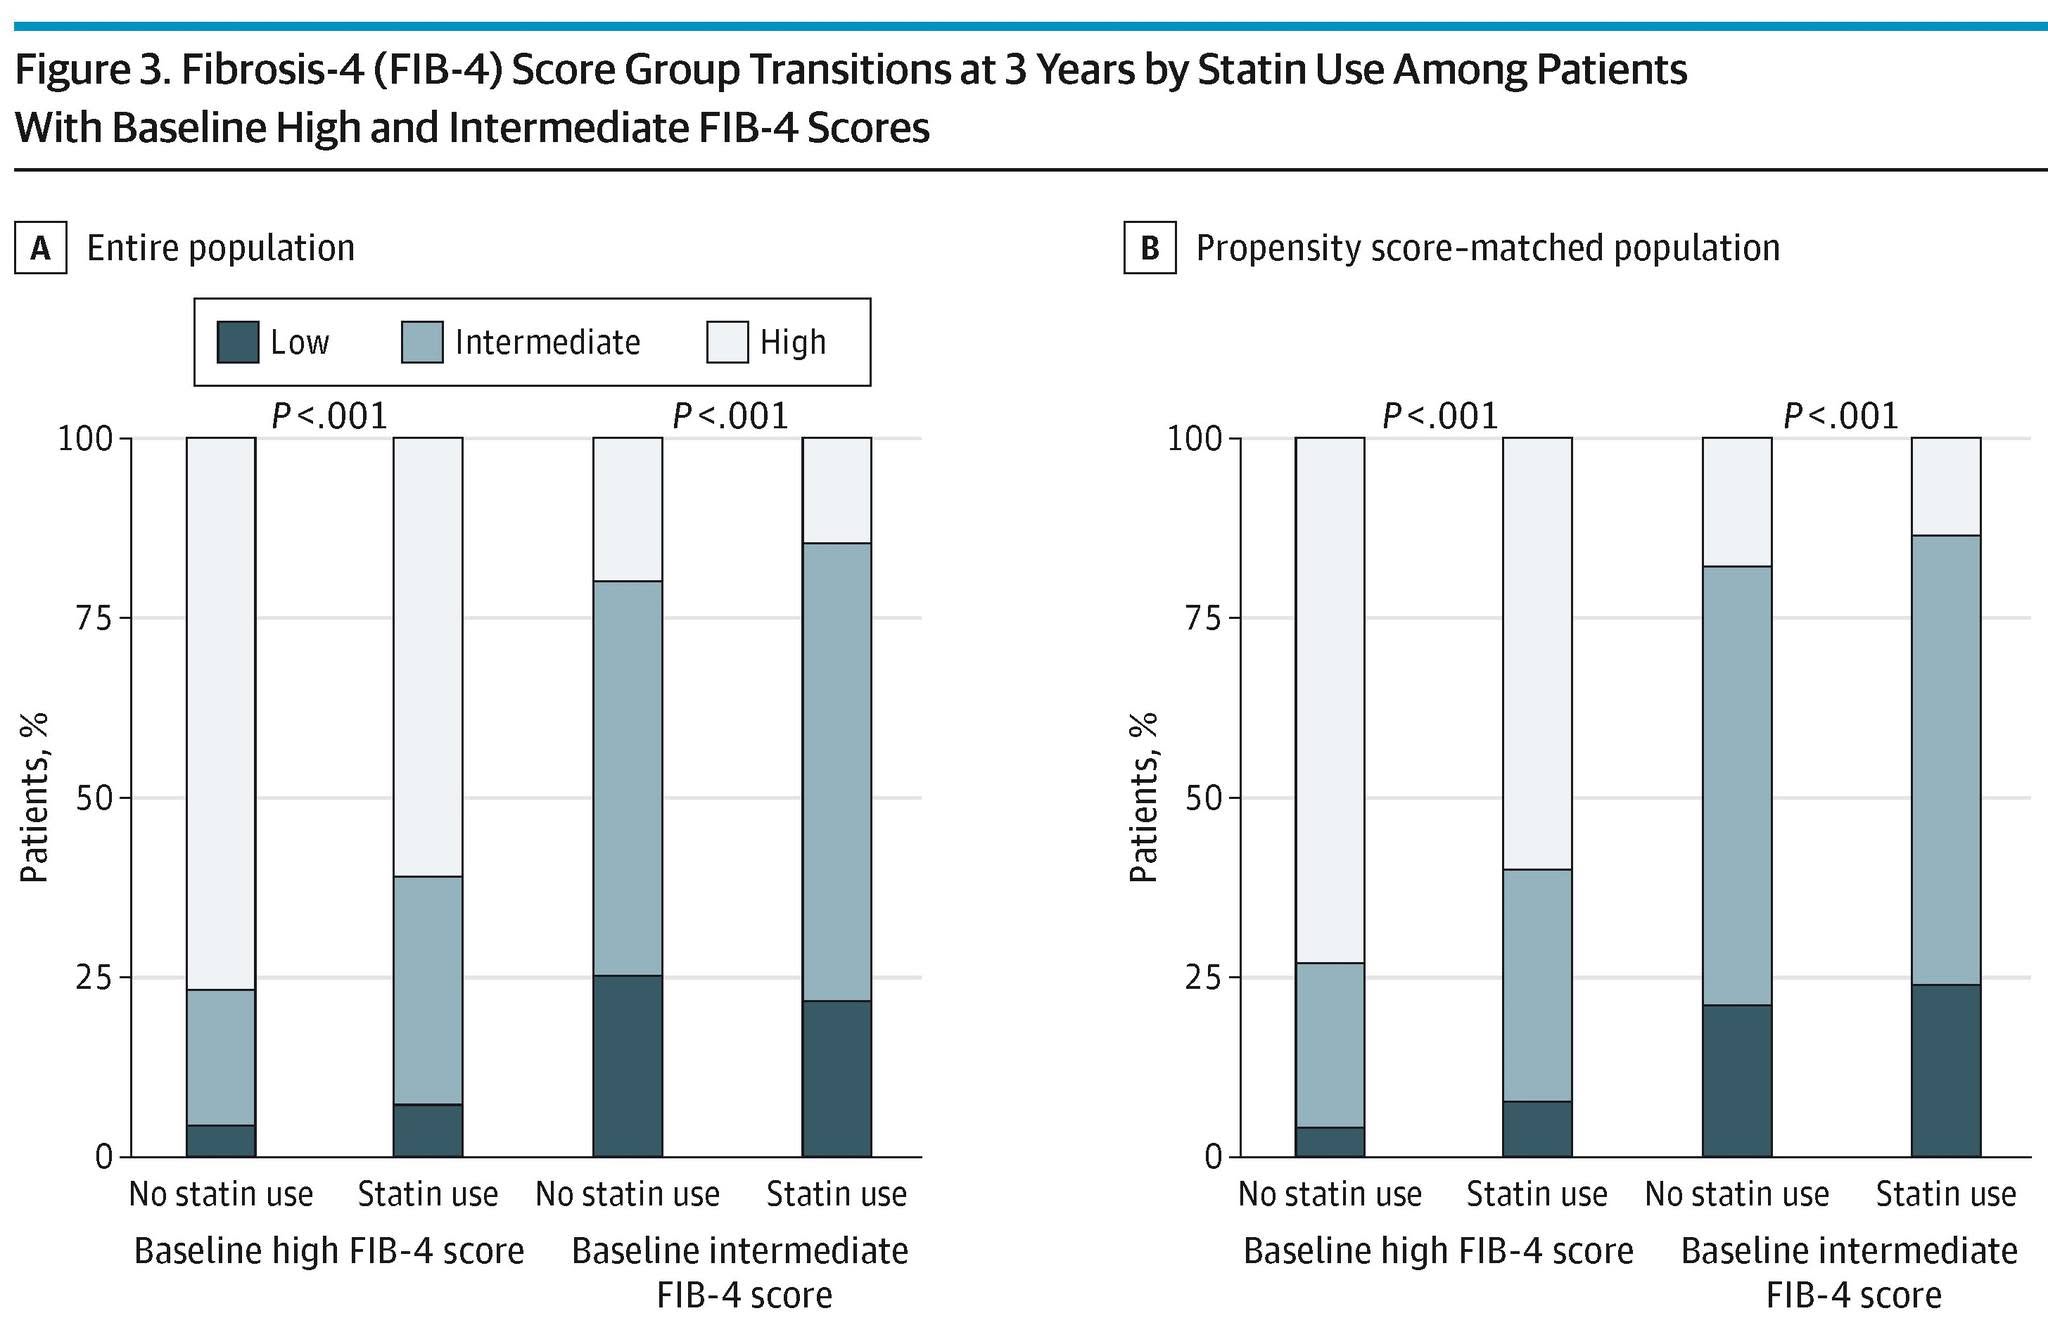 Figure 3. Fibrosis-4 (FIB-4) Score Group Transitions at 3 Years by Statin Use Among Patients
With Baseline High and Intermediate FIB-4 Scores
A Entire population
Low Intermediate High
P <.001 P <.001
100
75
50
25
0
Patients, %
No statin use Statin use No statin use Statin use
Baseline high FIB-4 score Baseline intermediate
FIB-4 score
B Propensity score-matched population
P <.001 P <.001
100
75
50
25
0
Patients, %
No statin use Statin use No statin use Statin use
Baseline high FIB-4 score Baseline intermediate
FIB-4 score